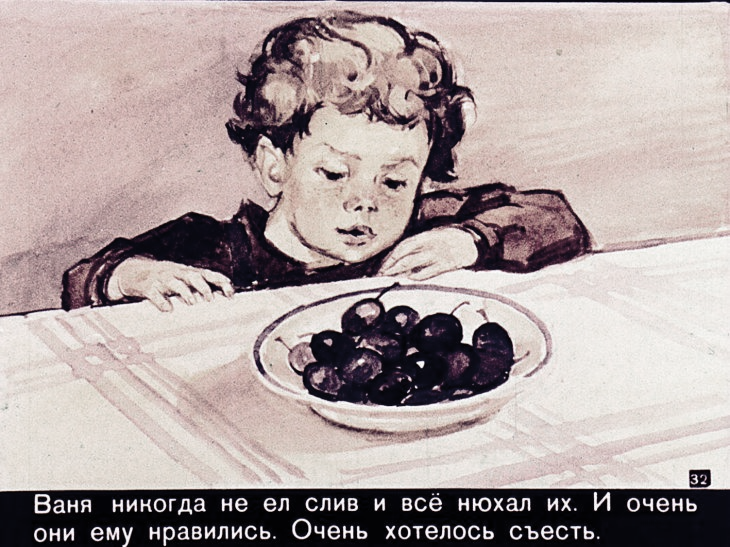 32
Ваня никогда не ел слив и всё нюхал их. И очень
они ему нравились. Очень хотелось съесть.